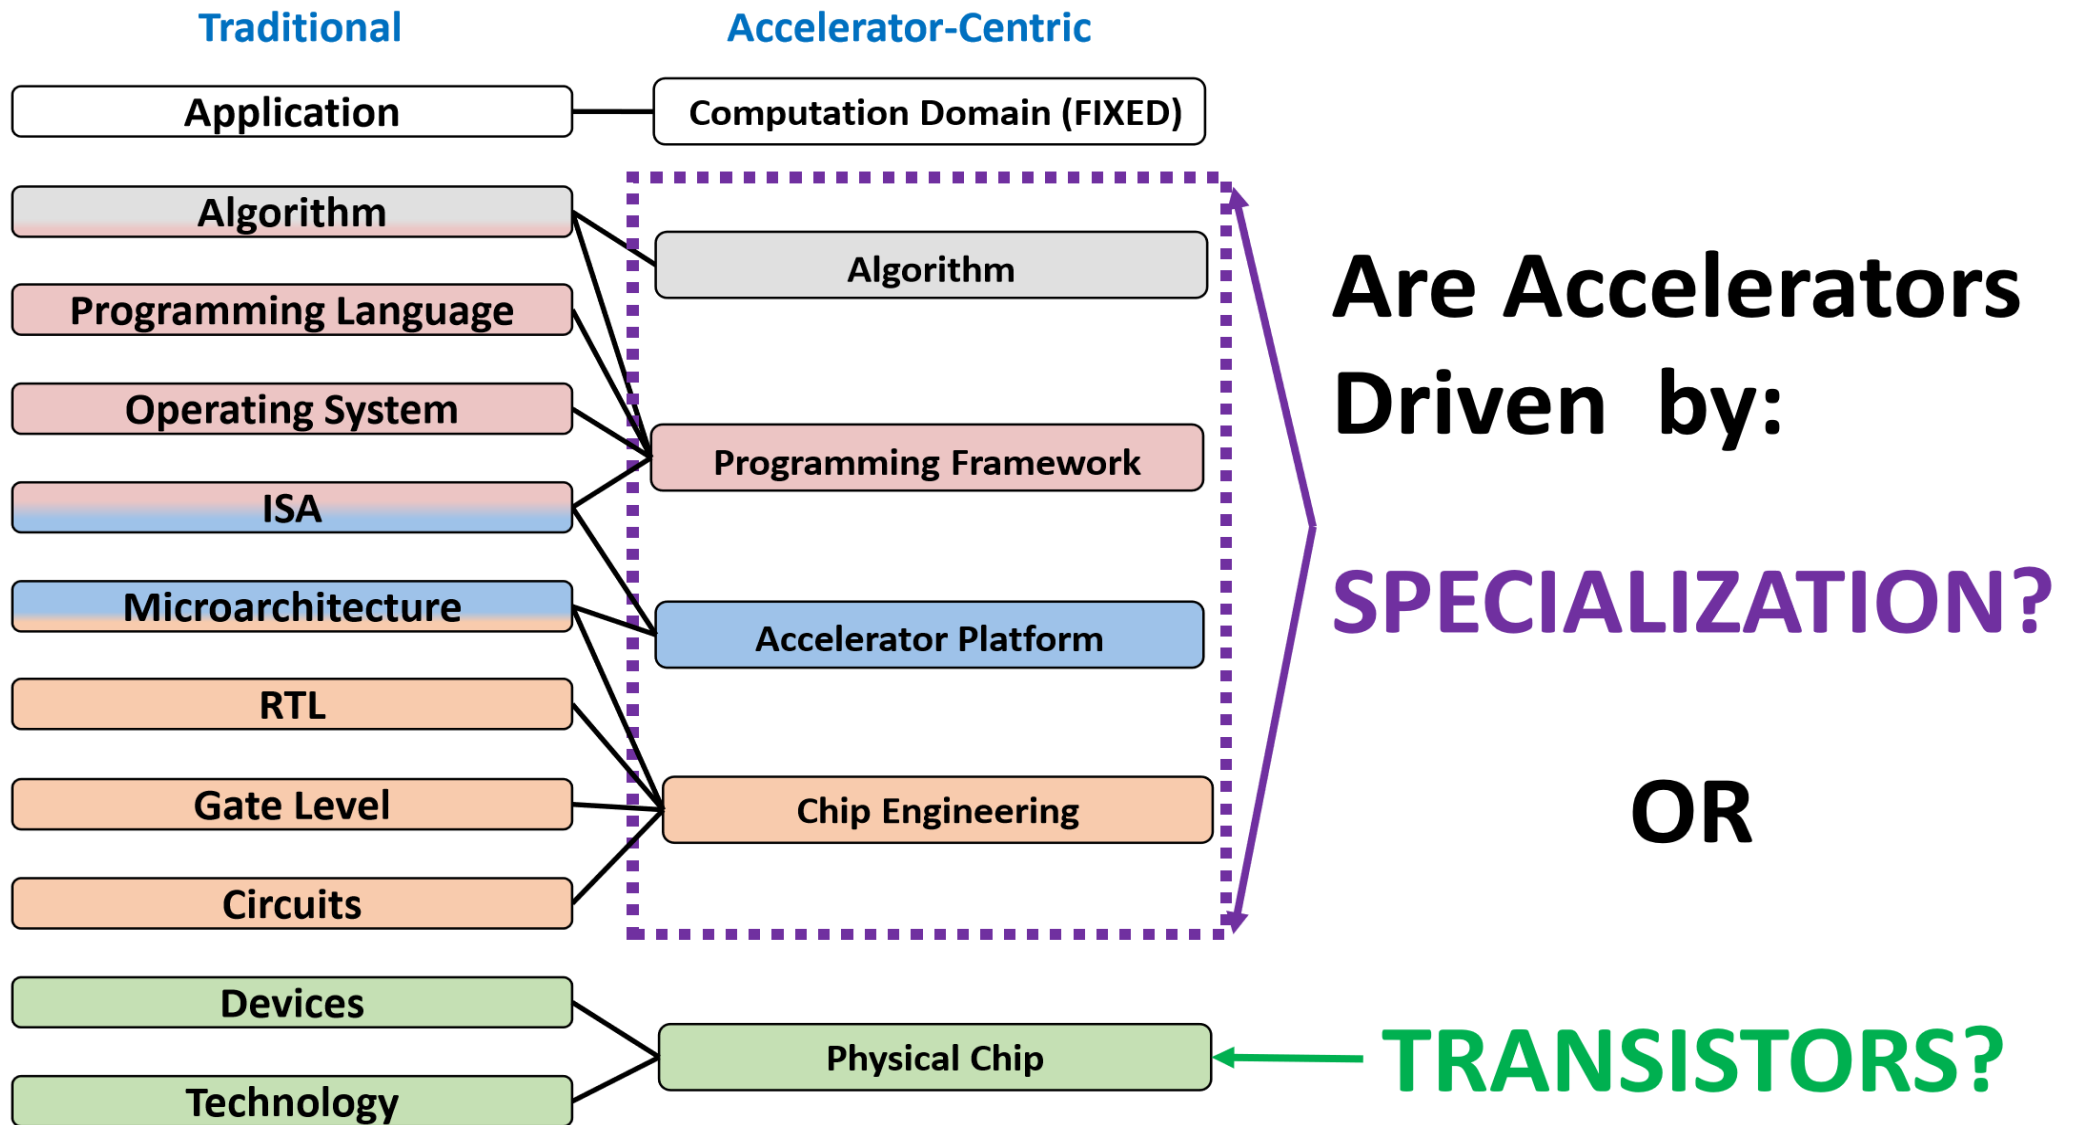 Traditional
Accelerator-Centric
Application
Computation Domain (FIXED)
Algorithm
Algorithm
Programming Language
Operating System
Programming Framework
ISA
Microarchitecture
Accelerator Platform
RTL
Gate Level
Chip Engineering
Circuits
Devices
Physical Chip
Technology
Are Accelerators
Driven by:
SPECIALIZATION?
OR
TRANSISTORS?